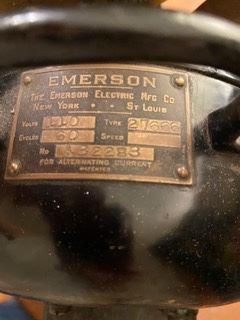 EMERSON
THE EMERSON ELECTRIC MFG CO
NEW YORK • • ST LOUIS
VOLTS 110 TYPE 21666
CYCLES 60 SPEED
NO
FOR ALTERNATING CURRENT
PATENTED